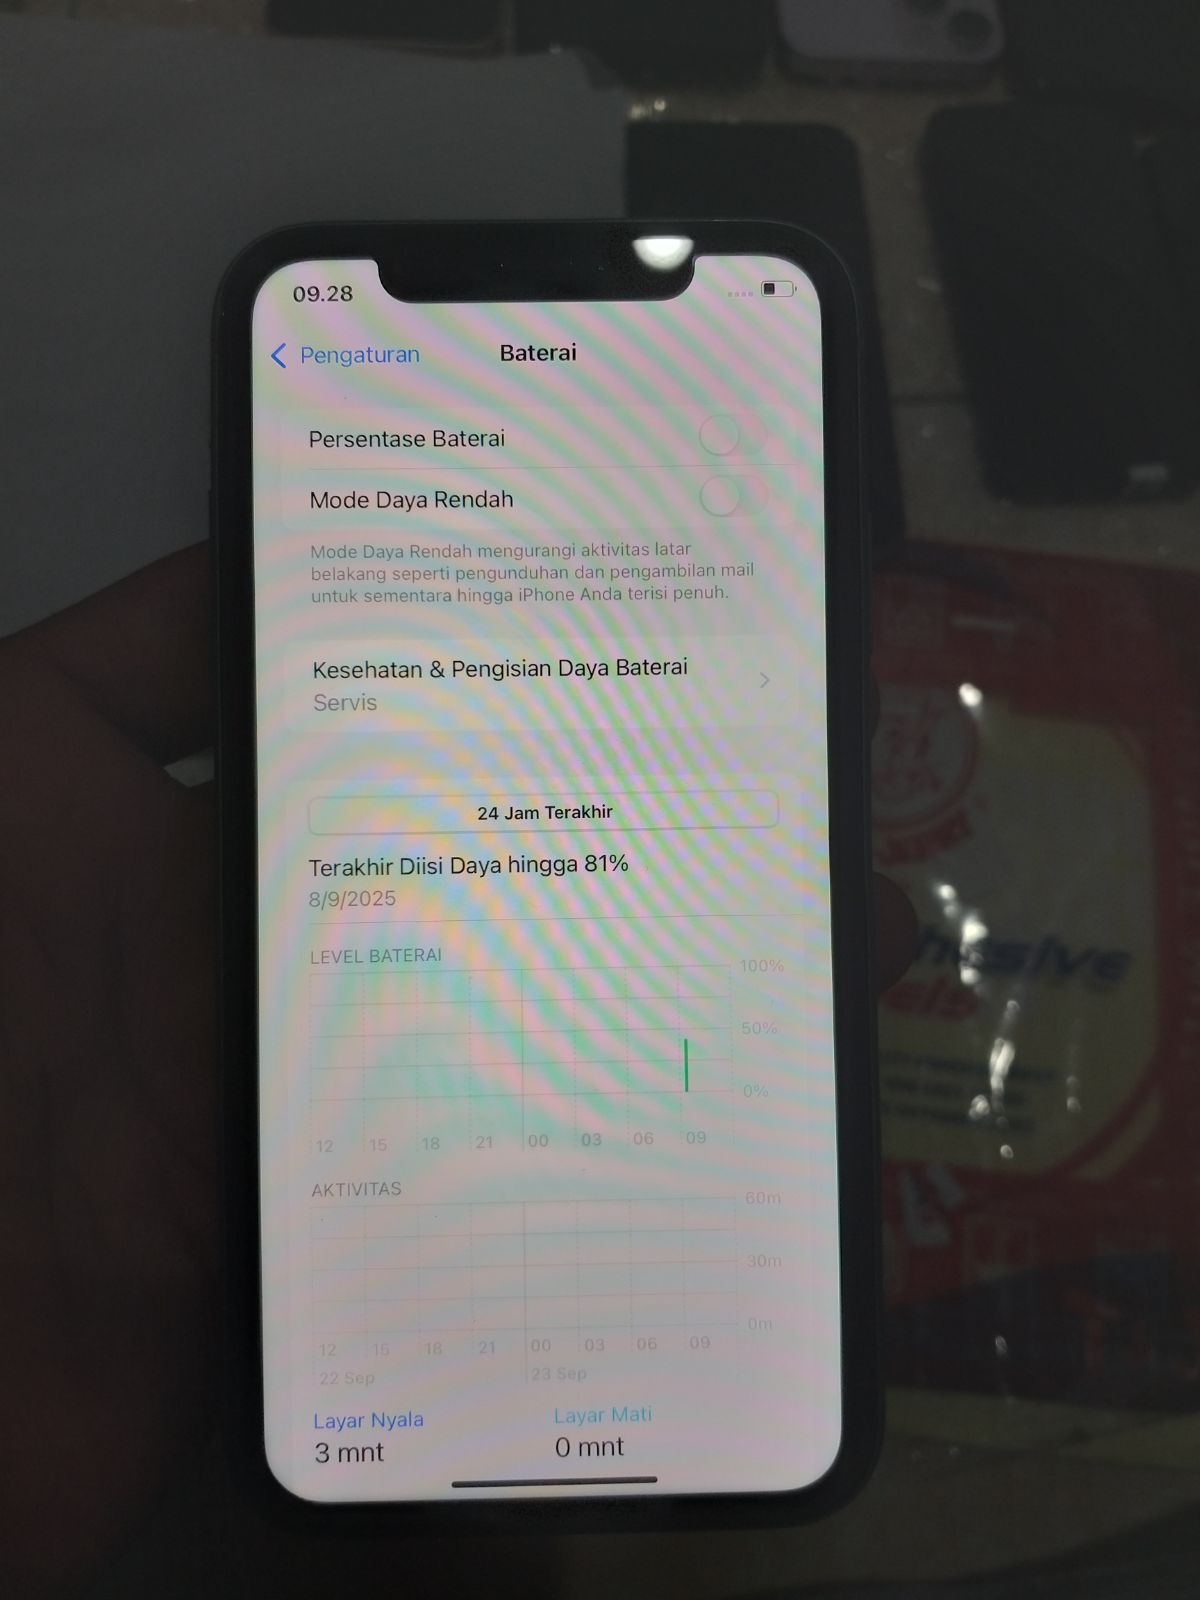 09.28
Pengaturan
Baterai
Persentase Baterai
Mode Daya Rendah
Mode Daya Rendah mengurangi aktivitas latar
belakang seperti pengunduhan dan pengambilan mail
untuk sementara hingga iPhone Anda terisi penuh.
Kesehatan & Pengisian Daya Baterai
Servis
24 Jam Terakhir
Terakhir Diisi Daya hingga 81%
8/9/2025
LEVEL BATERAI
100%
50%
0%
12 15 18 21 00 03 06 09
AKTIVITAS
60m
30m
0m
12 15 18 21 00 03 06 09
22 Sep 23 Sep
Layar Nyala Layar Mati
3 mnt 0 mnt